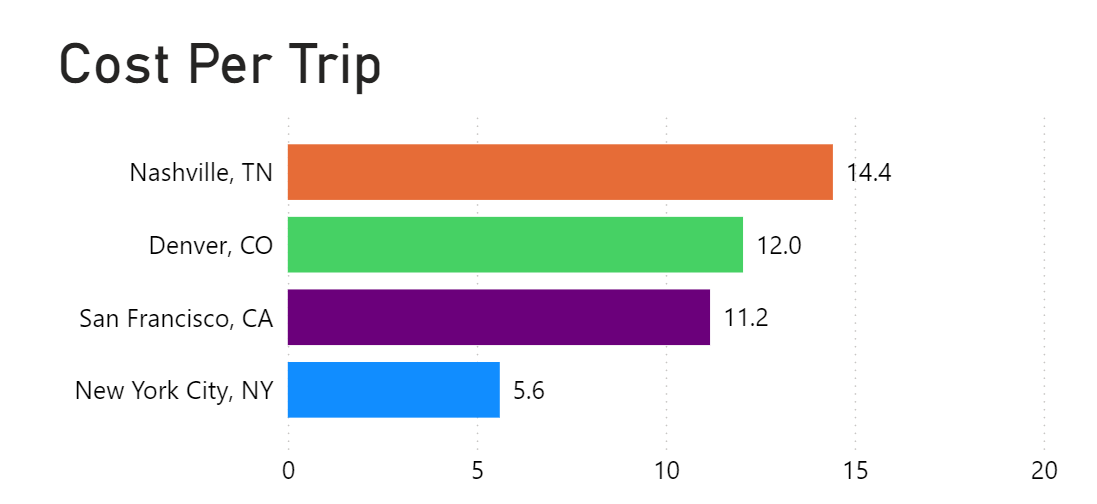 Cost Per Trip
Nashville, TN 14.4
Denver, CO 12.0
San Francisco, CA 11.2
New York City, NY 5.6
0 5 10 15 20